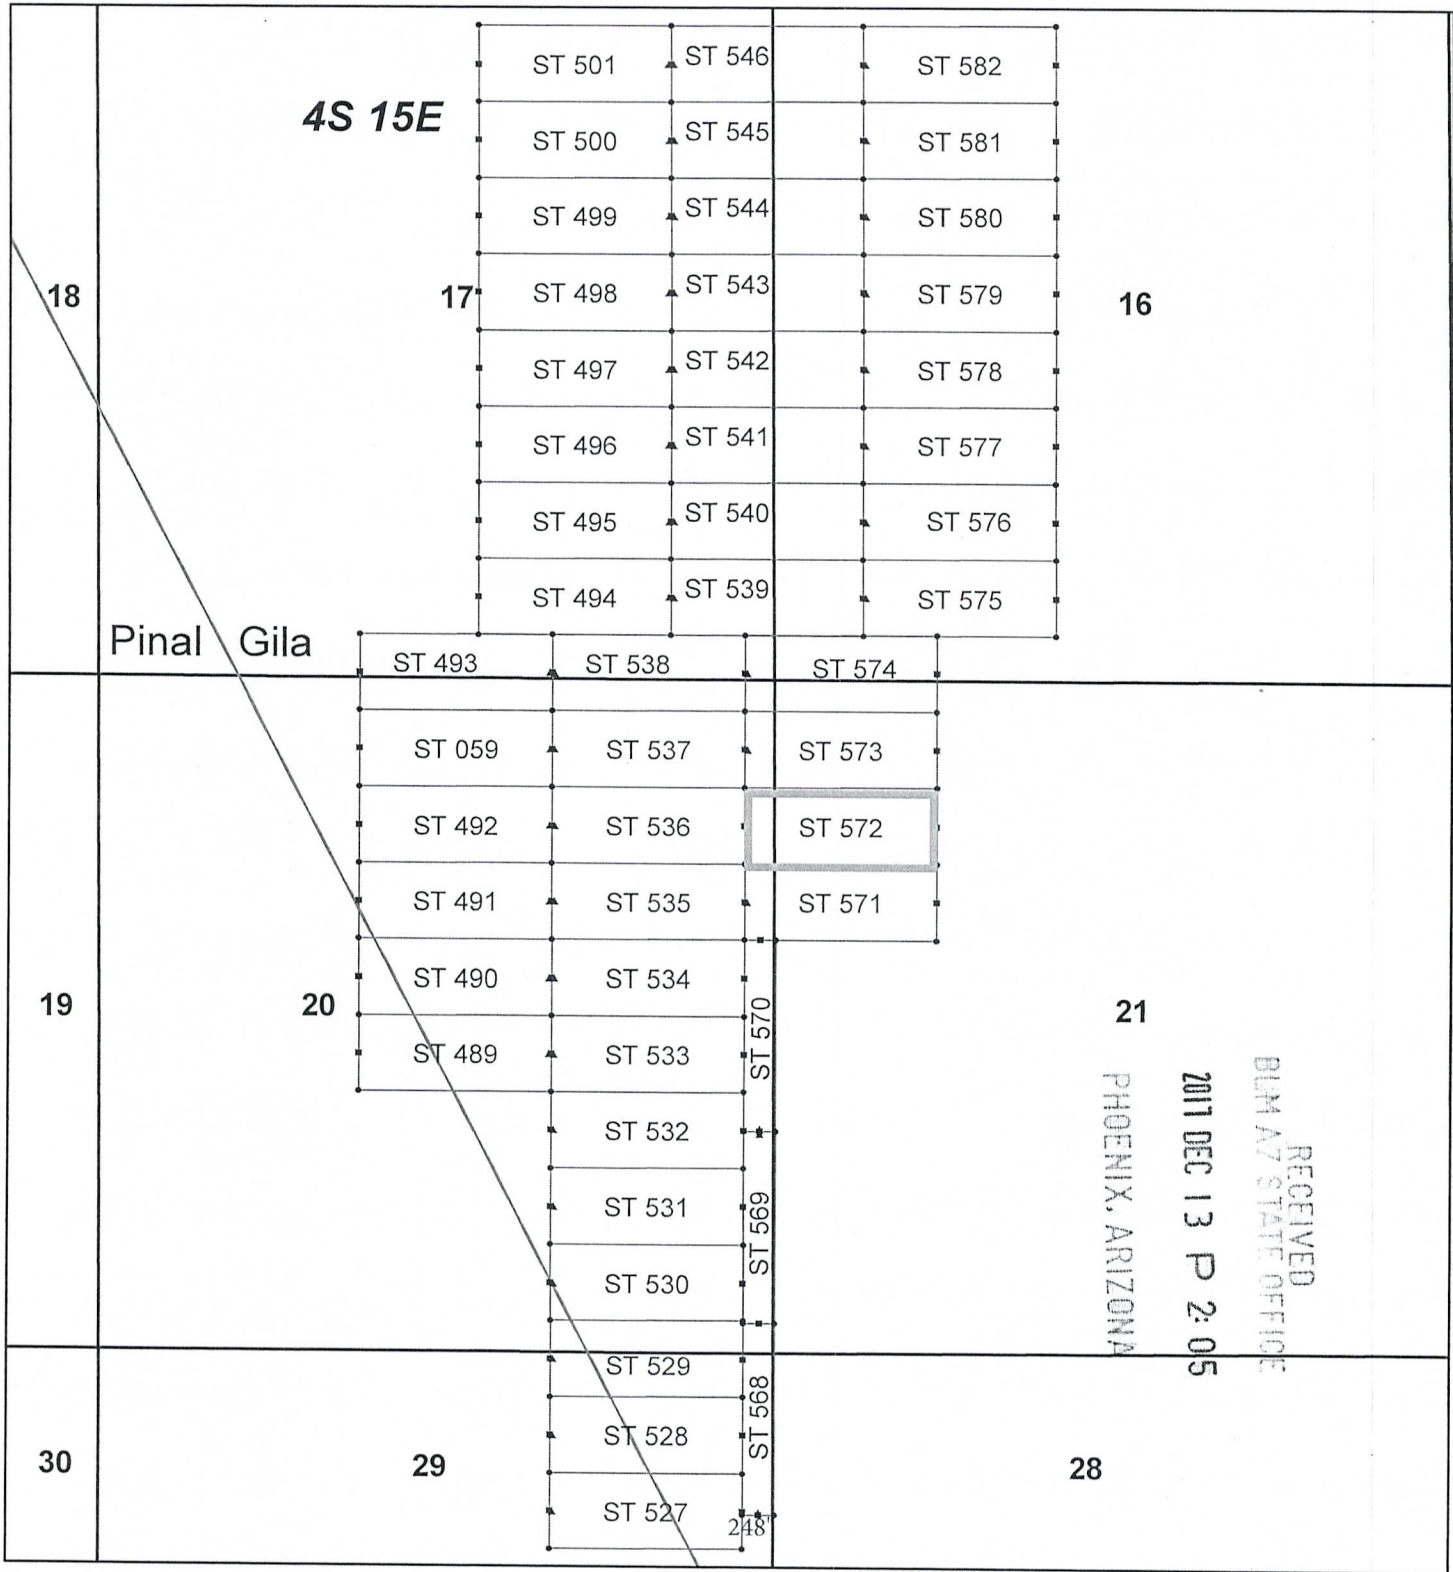 4S 15E
ST 501 ST 546 ST 582
ST 500 ST 545 ST 581
ST 499 ST 544 ST 580
18 17 ST 498 ST 543 ST 579 16
ST 497 ST 542 ST 578
ST 496 ST 541 ST 577
ST 495 ST 540 ST 576
ST 494 ST 539 ST 575
Pinal Gila
ST 493 ST 538 ST 574
ST 059 ST 537 ST 573
ST 492 ST 536 ST 572
ST 491 ST 535 ST 571
ST 490 ST 534
19 20 21
ST 489 ST 533 ST 570
ST 532
ST 531 ST 569
ST 530
ST 529
ST 528 ST 568
30 29 28
ST 527
248'
RECEIVED
BLM AZ STATE OFFICE
2017 DEC 13 P 2:05
PHOENIX, ARIZONA